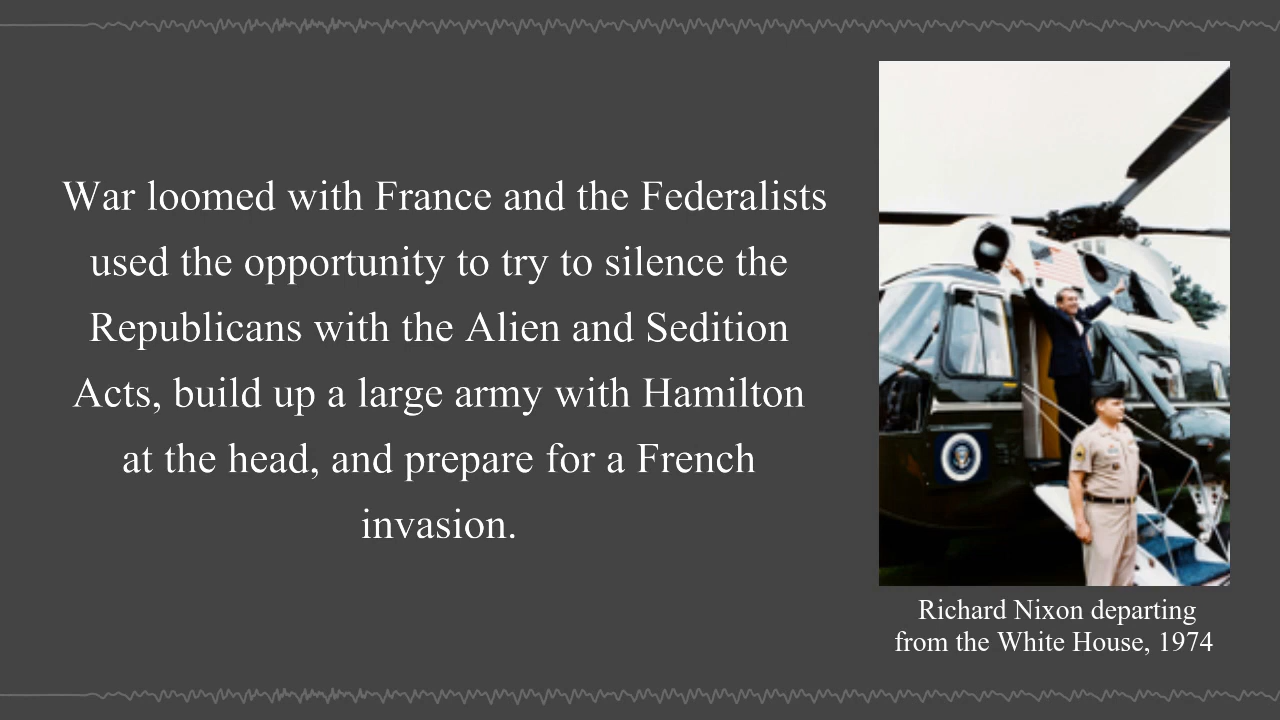 War loomed with France and the Federalists
used the opportunity to try to silence the
Republicans with the Alien and Sedition
Acts, build up a large army with Hamilton
at the head, and prepare for a French
invasion.
Richard Nixon departing
from the White House, 1974